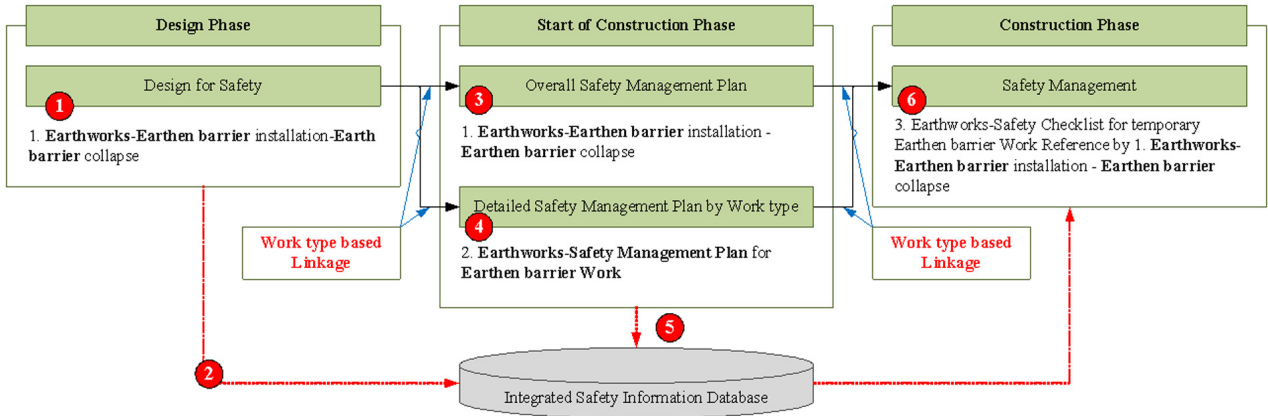 Design Phase
Design for Safety
1
1. Earthworks-Earthen barrier installation-Earth
barrier collapse
Work type based
Linkage
2
Start of Construction Phase
Overall Safety Management Plan
3
1. Earthworks-Earthen barrier installation -
Earthen barrier collapse
Detailed Safety Management Plan by Work type
4
2. Earthworks-Safety Management Plan for
Earthen barrier Work
5
Integrated Safety Information Database
Construction Phase
Safety Management
6
3. Earthworks-Safety Checklist for temporary
Earthen barrier Work Reference by 1. Earthworks-
Earthen barrier installation - Earthen barrier
collapse
Work type based
Linkage